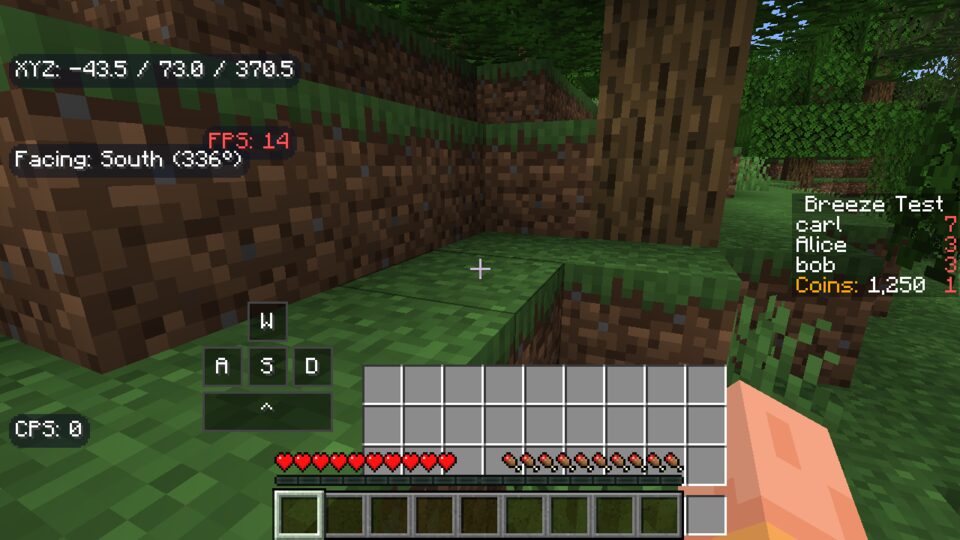 XYZ: -43.5 / 73.0 / 370.5
FPS: 14
Facing: South (336°)
Breeze Test
carl 7
Alice 3
bob 3
Coins: 1,250 1
W
A S D
^
CPS: 0